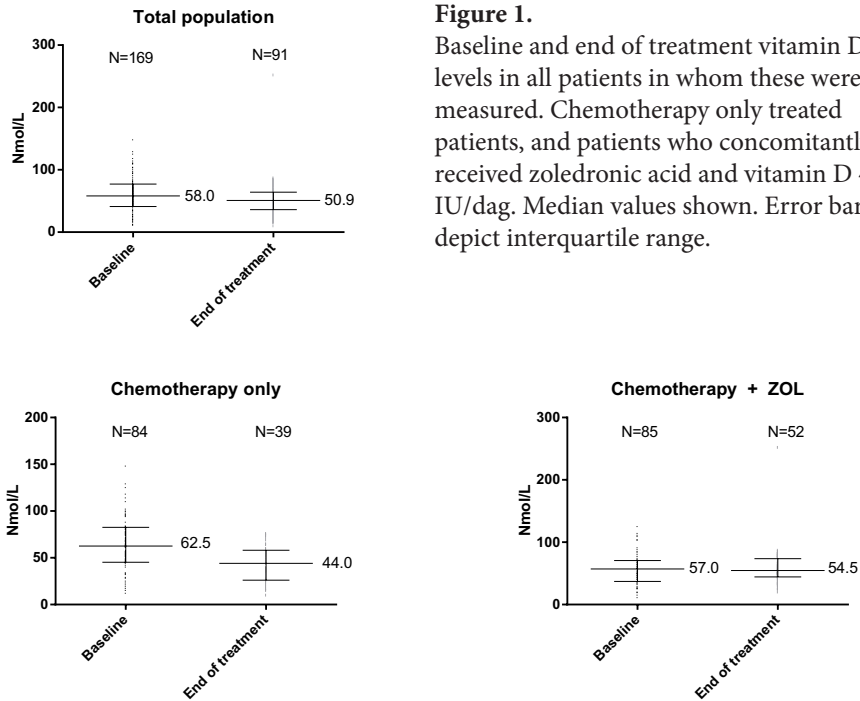 Total population
300
200
100
0
Nmol/L
N=169
N=91
58.0
50.9
Baseline
End of treatment
Figure 1.
Baseline and end of treatment vitamin D
levels in all patients in whom these were
measured. Chemotherapy only treated
patients, and patients who concomitantl
received zoledronic acid and vitamin D
IU/dag. Median values shown. Error bar
depict interquartile range.
Chemotherapy only
200
150
100
50
0
Nmol/L
N=84
N=39
62.5
44.0
Baseline
End of treatment
Chemotherapy + ZOL
300
200
100
0
Nmol/L
N=85
N=52
57.0
54.5
Baseline
End of treatment